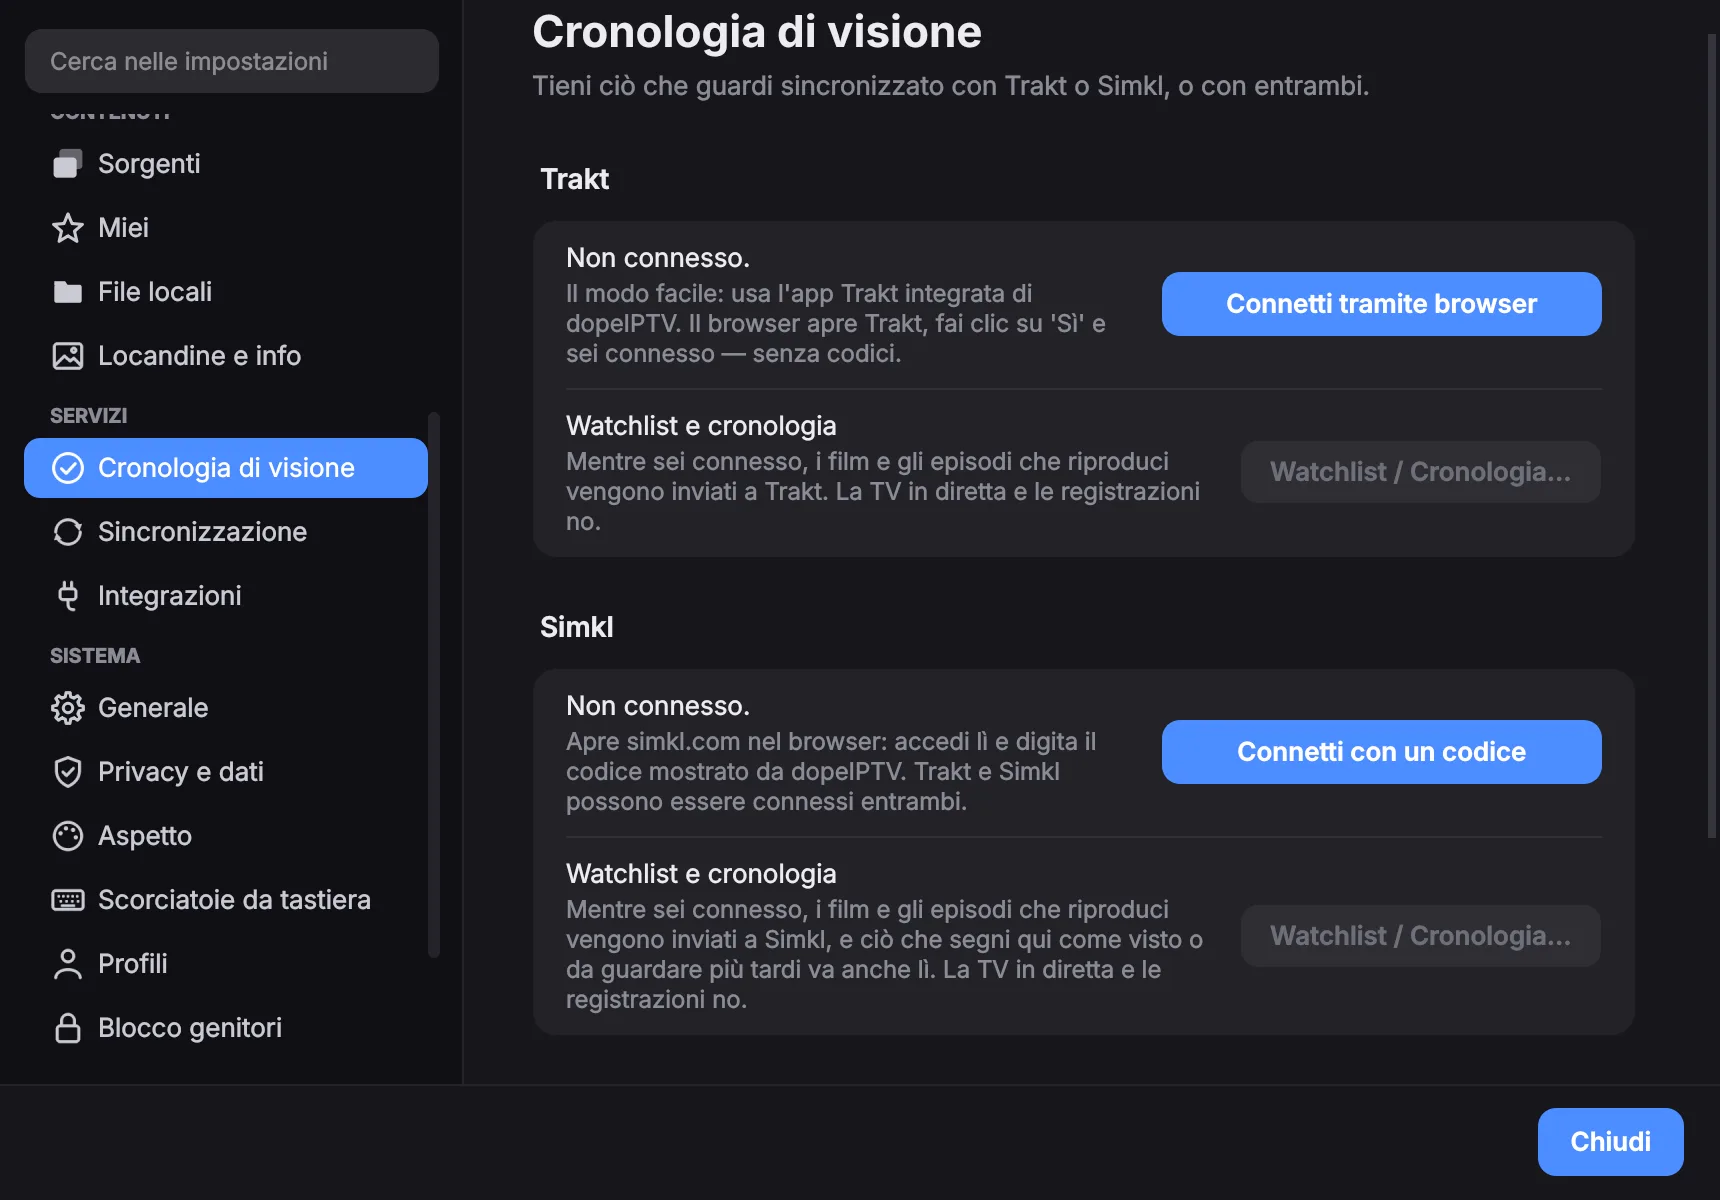 Cerca nelle impostazioni
CONTENUTI
Sorgenti
Miei
File locali
Locandine e info
SERVIZI
Cronologia di visione
Sincronizzazione
Integrazioni
SISTEMA
Generale
Privacy e dati
Aspetto
Scorciatoie da tastiera
Profili
Blocco genitori
Cronologia di visione
Tieni ciò che guardi sincronizzato con Trakt o Simkl, o con entrambi.
Trakt
Non connesso.
Il modo facile: usa l'app Trakt integrata di
dopeIPTV. Il browser apre Trakt, fai clic su 'Sì' e
sei connesso — senza codici.
Connetti tramite browser
Watchlist e cronologia
Mentre sei connesso, i film e gli episodi che riproduci
vengono inviati a Trakt. La TV in diretta e le registrazioni
no.
Watchlist / Cronologia...
Simkl
Non connesso.
Apre simkl.com nel browser: accedi lì e digita il
codice mostrato da dopeIPTV. Trakt e Simkl
possono essere connessi entrambi.
Connetti con un codice
Watchlist e cronologia
Mentre sei connesso, i film e gli episodi che riproduci
vengono inviati a Simkl, e ciò che segni qui come visto o
da guardare più tardi va anche lì. La TV in diretta e le
registrazioni no.
Watchlist / Cronologia...
Chiudi